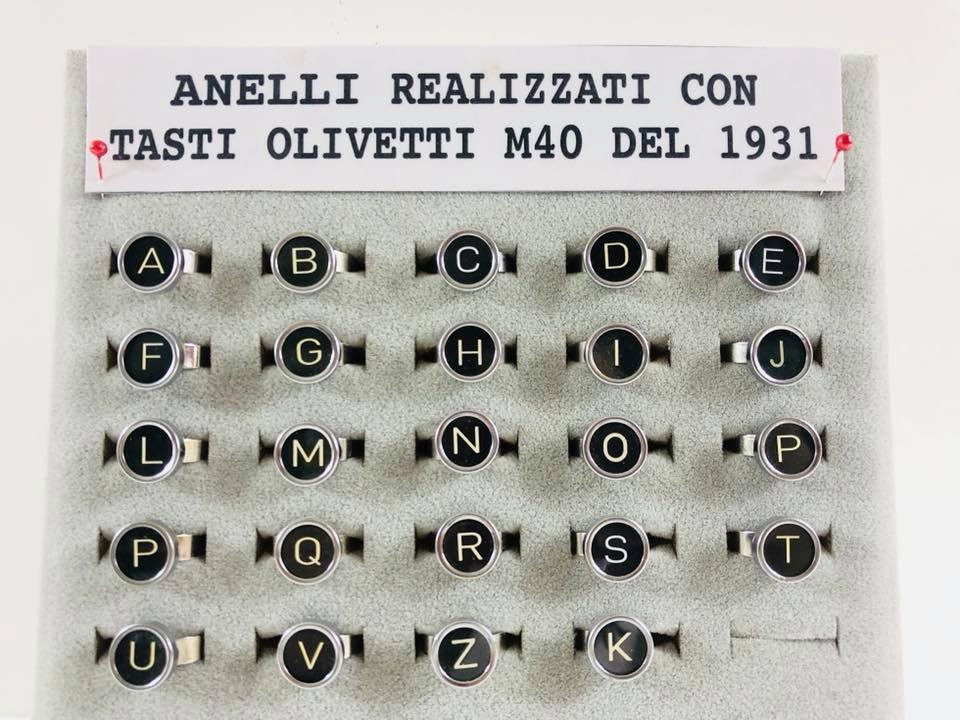 ANELLI REALIZZATI CON
TASTI OLIVETTI M40 DEL 1931
A B C D E
F G H I J
L M N O P
P Q R S T
U V Z K